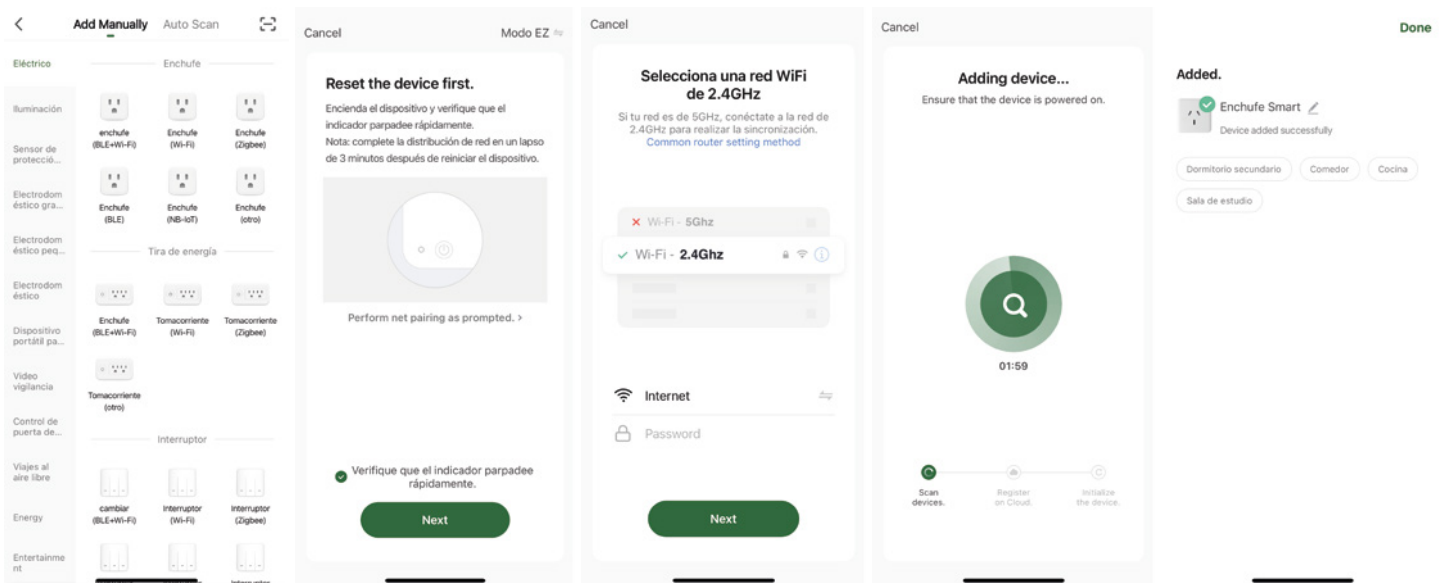 Add Manually
Auto Scan
Eléctrico
Iluminación
Sensor de
protecció...
Electrodom
éstico gra...
Electrodom
éstico peq...
Electrodom
éstico
Dispositivo
portátil pa...
Video
vigilancia
Control de
puerta de...
Viajes al
aire libre
Energy
Entertainme
nt
Enchufe
enchufe
(BLE+Wi-Fi)
Enchufe
(Wi-Fi)
Enchufe
(Zigbee)
Enchufe
(BLE)
Enchufe
(NB-IoT)
Enchufe
(otro)
Tira de energía
Enchufe
(BLE+Wi-Fi)
Tomacorriente
(Wi-Fi)
Tomacorriente
(Zigbee)
Tomacorriente
(otro)
Interruptor
cambiar
(BLE+Wi-Fi)
Interruptor
(Wi-Fi)
Interruptor
(Zigbee)
Cancel
Modo EZ
Reset the device first.
Encienda el dispositivo y verifique que el
indicador parpadee rápidamente.
Nota: complete la distribución de red en un lapso
de 3 minutos después de reiniciar el dispositivo.
Perform net pairing as prompted. >
Verifique que el indicador parpadee
rápidamente.
Next
Cancel
Selecciona una red WiFi
de 2.4GHz
Si tu red es de 5GHz, conéctate a la red de
2.4GHz para realizar la sincronización.
Common router setting method
Wi-Fi - 5Ghz
Wi-Fi - 2.4Ghz
Internet
Password
Next
Cancel
Adding device...
Ensure that the device is powered on.
01:59
Scan
devices.
Register
on Cloud.
Initialize
the device.
Done
Added.
Enchufe Smart
Device added successfully
Dormitorio secundario
Comedor
Cocina
Sala de estudio